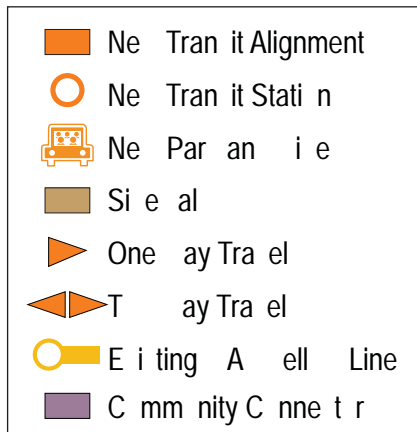 Ne Tran it Alignment
Ne Tran it Stati n
Ne Par an i e
Si e al
One ay Tra el
T ay Tra el
E i ting A ell Line
C mm nity C nne t r